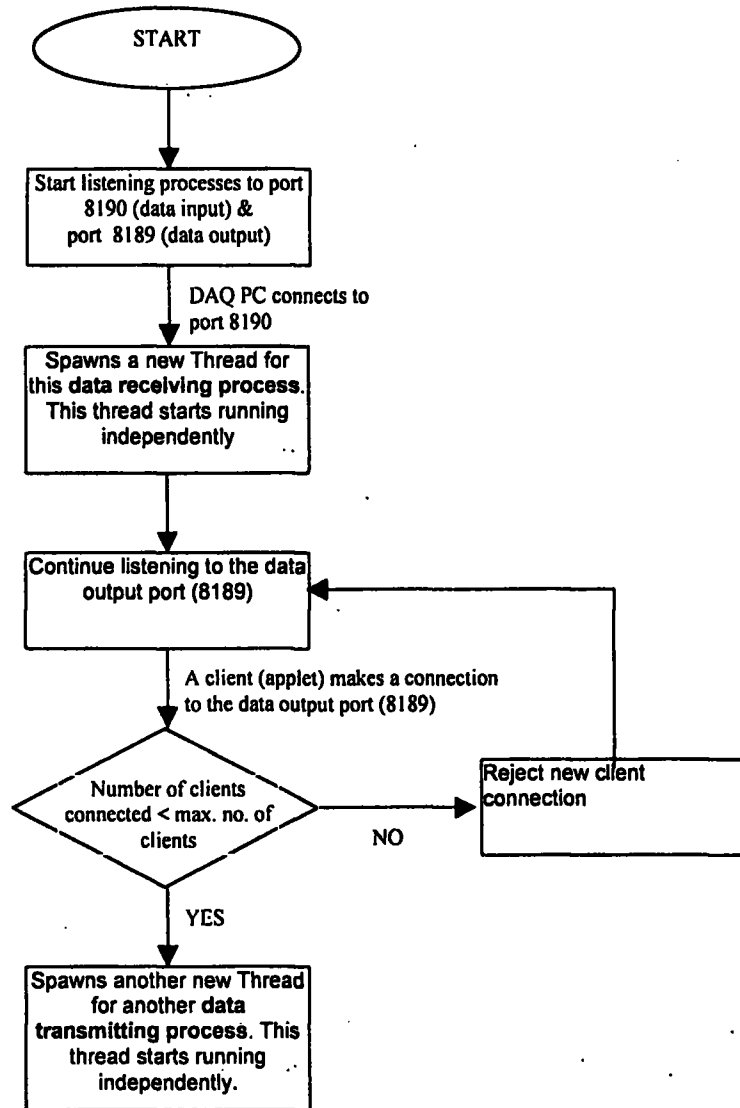 START
Start listening processes to port
8190 (data input) &
port 8189 (data output)
DAQ PC connects to
port 8190
Spawns a new Thread for
this data receiving process.
This thread starts running
independently
Continue listening to the data
output port (8189)
A client (applet) makes a connection
to the data output port (8189)
Number of clients
connected < max. no. of
clients
NO
Reject new client
connection
YES
Spawns another new Thread
for another data
transmitting process. This
thread starts running
independently.